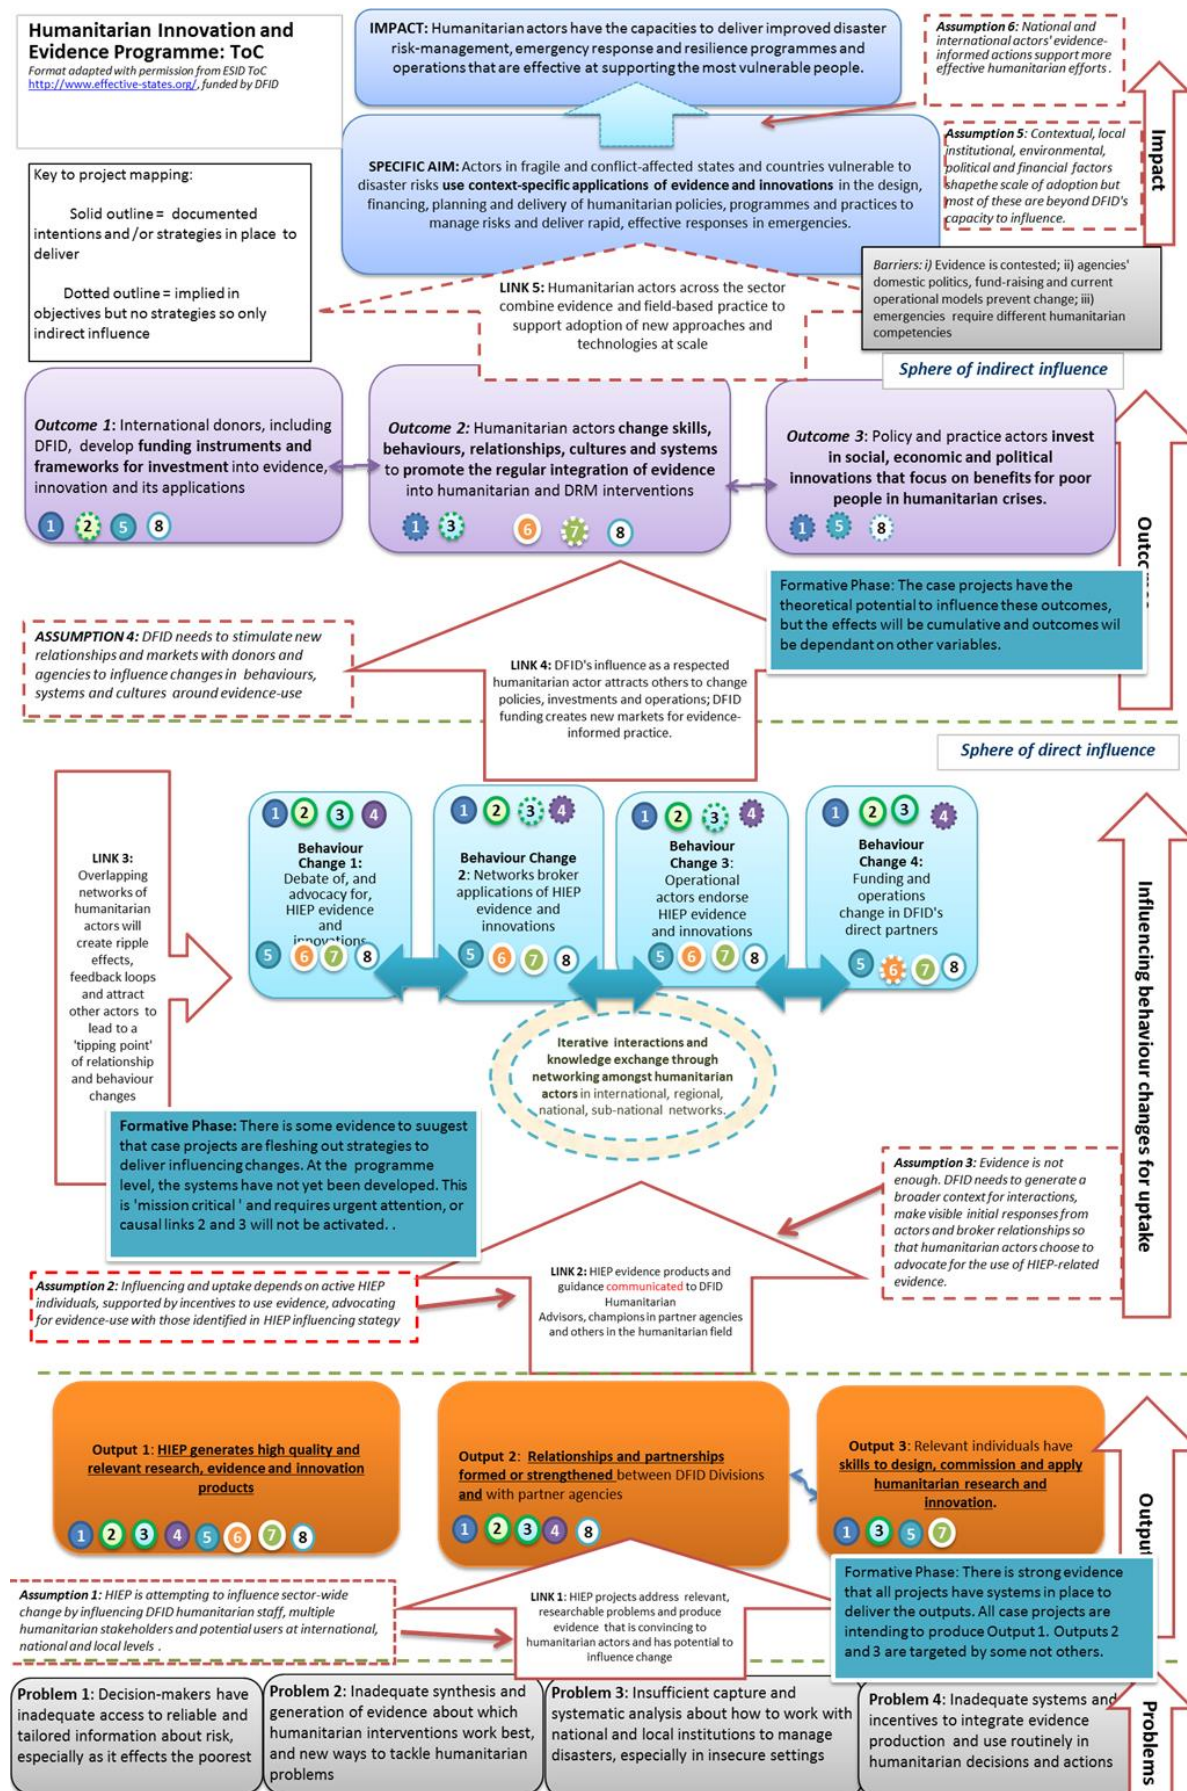 Humanitarian Innovation and
Evidence Programme: ToC
Format adapted with permission from ESID ToC
http://www.effective-states.org/, funded by DFID
IMPACT: Humanitarian actors have the capacities to deliver improved disaster
risk-management, emergency response and resilience programmes and
operations that are effective at supporting the most vulnerable people.
Assumption 6: National and
international actors' evidence-
informed actions support more
effective humanitarian efforts .
Impact
SPECIFIC AIM: Actors in fragile and conflict-affected states and countries vulnerable to
disaster risks use context-specific applications of evidence and innovations in the design,
financing, planning and delivery of humanitarian policies, programmes and practices to
manage risks and deliver rapid, effective responses in emergencies.
Assumption 5: Contextual, local
institutional, environmental,
political and financial factors
shapethe scale of adoption but
most of these are beyond DFID's
capacity to influence.
Key to project mapping:
Solid outline = documented
intentions and /or strategies in place to
deliver
Dotted outline = implied in
objectives but no strategies so only
indirect influence
LINK 5: Humanitarian actors across the sector
combine evidence and field-based practice to
support adoption of new approaches and
technologies at scale
Barriers: i) Evidence is contested; ii) agencies'
domestic politics, fund-raising and current
operational models prevent change; iii)
emergencies require different humanitarian
competencies
Sphere of indirect influence
Outcome 1: International donors, including
DFID, develop funding instruments and
frameworks for investment into evidence,
innovation and its applications
1 2 5 8
Outcome 2: Humanitarian actors change skills,
behaviours, relationships, cultures and systems
to promote the regular integration of evidence
into humanitarian and DRM interventions
1 3 6 7 8
Outcome 3: Policy and practice actors invest
in social, economic and political
innovations that focus on benefits for poor
people in humanitarian crises.
1 5 8
Formative Phase: The case projects have the
theoretical potential to influence these outcomes,
but the effects will be cumulative and outcomes wil
be dependant on other variables.
ASSUMPTION 4: DFID needs to stimulate new
relationships and markets with donors and
agencies to influence changes in behaviours,
systems and cultures around evidence-use
LINK 4: DFID's influence as a respected
humanitarian actor attracts others to change
policies, investments and operations; DFID
funding creates new markets for evidence-
informed practice.
Sphere of direct influence
LINK 3:
Overlapping
networks of
humanitarian
actors will
create ripple
effects,
feedback loops
and attract
other actors to
lead to a
'tipping point'
of relationship
and behaviour
changes
1 2 3 4
Behaviour
Change 1:
Debate of, and
advocacy for,
HIEP evidence
and
innovations
5 6 7 8
1 2 3 4
Behaviour Change
2: Networks broker
applications of HIEP
evidence and
innovations
5 6 7 8
1 2 3 4
Behaviour
Change 3:
Operational
actors endorse
HIEP evidence
and innovations
5 6 7 8
1 2 3 4
Behaviour
Change 4:
Funding and
operations
change in DFID's
direct partners
5 6 7 8
Influencing behaviour changes for uptake
Iterative interactions and
knowledge exchange through
networking amongst humanitarian
actors in international, regional,
national, sub-national networks.
Formative Phase: There is some evidence to suugest
that case projects are fleshing out strategies to
deliver influencing changes. At the programme
level, the systems have not yet been developed. This
is 'mission critical ' and requires urgent attention, or
causal links 2 and 3 will not be activated. .
Assumption 3: Evidence is not
enough. DFID needs to generate a
broader context for interactions,
make visible initial responses from
actors and broker relationships so
that humanitarian actors choose to
advocate for the use of HIEP-related
evidence.
Assumption 2: Influencing and uptake depends on active HIEP
individuals, supported by incentives to use evidence, advocating
for evidence-use with those identified in HIEP influencing stategy
LINK 2: HIEP evidence products and
guidance communicated to DFID
Humanitarian
Advisors, champions in partner agencies
and others in the humanitarian field
Output 1: HIEP generates high quality and
relevant research, evidence and innovation
products
1 2 3 4 5 6 7 8
Output 2: Relationships and partnerships
formed or strengthened between DFID Divisions
and with partner agencies
1 2 3 4 8
Output 3: Relevant individuals have
skills to design, commission and apply
humanitarian research and
innovation.
1 3 5 7
Formative Phase: There is strong evidence
that all projects have systems in place to
deliver the outputs. All case projects are
intending to produce Output 1. Outputs 2
and 3 are targeted by some not others.
Assumption 1: HIEP is attempting to influence sector-wide
change by influencing DFID humanitarian staff, multiple
humanitarian stakeholders and potential users at international,
national and local levels .
LINK 1: HIEP projects address relevant,
researchable problems and produce
evidence that is convincing to
humanitarian actors and has potential to
influence change
Problem 1: Decision-makers have
inadequate access to reliable and
tailored information about risk,
especially as it effects the poorest
Problem 2: Inadequate synthesis and
generation of evidence about which
humanitarian interventions work best,
and new ways to tackle humanitarian
problems
Problem 3: Insufficient capture and
systematic analysis about how to work with
national and local institutions to manage
disasters, especially in insecure settings
Problem 4: Inadequate systems and
incentives to integrate evidence
production and use routinely in
humanitarian decisions and actions
Problems